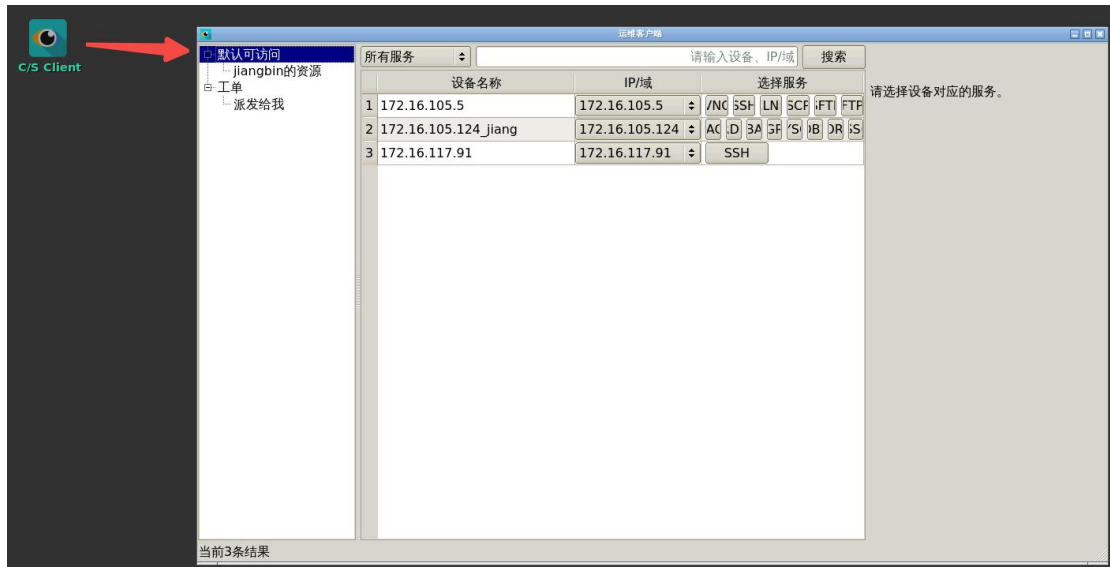 C/S Client
运维客户端
默认可访问
jiangbin的资源
工单
派发给我
所有服务 请输入设备、IP/域 搜索
设备名称 IP/域 选择服务
1 172.16.105.5 172.16.105.5 SSH SCP FTP
2 172.16.105.124_jiang 172.16.105.124
3 172.16.117.91 172.16.117.91 SSH
请选择设备对应的服务。
当前3条结果